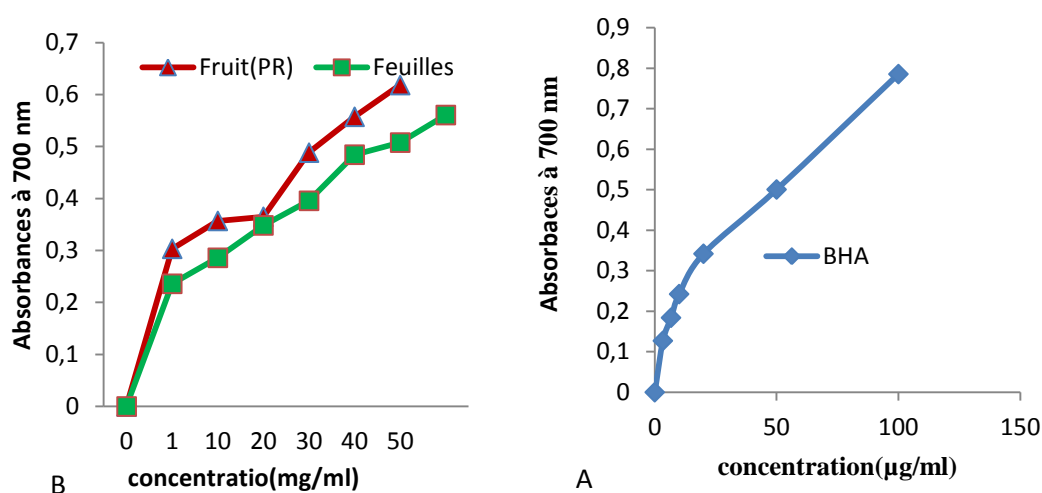 0,7
0,6
0,5
0,4
0,3
0,2
0,1
0
Absorbances à 700 nm
Fruit(PR) Feuilles
0 1 10 20 30 40 50
concentratio(mg/ml)
B
0,9
0,8
0,7
0,6
0,5
0,4
0,3
0,2
0,1
0
Absorbaces à 700 nm
BHA
0 50 100 150
concentration(µg/ml)
A